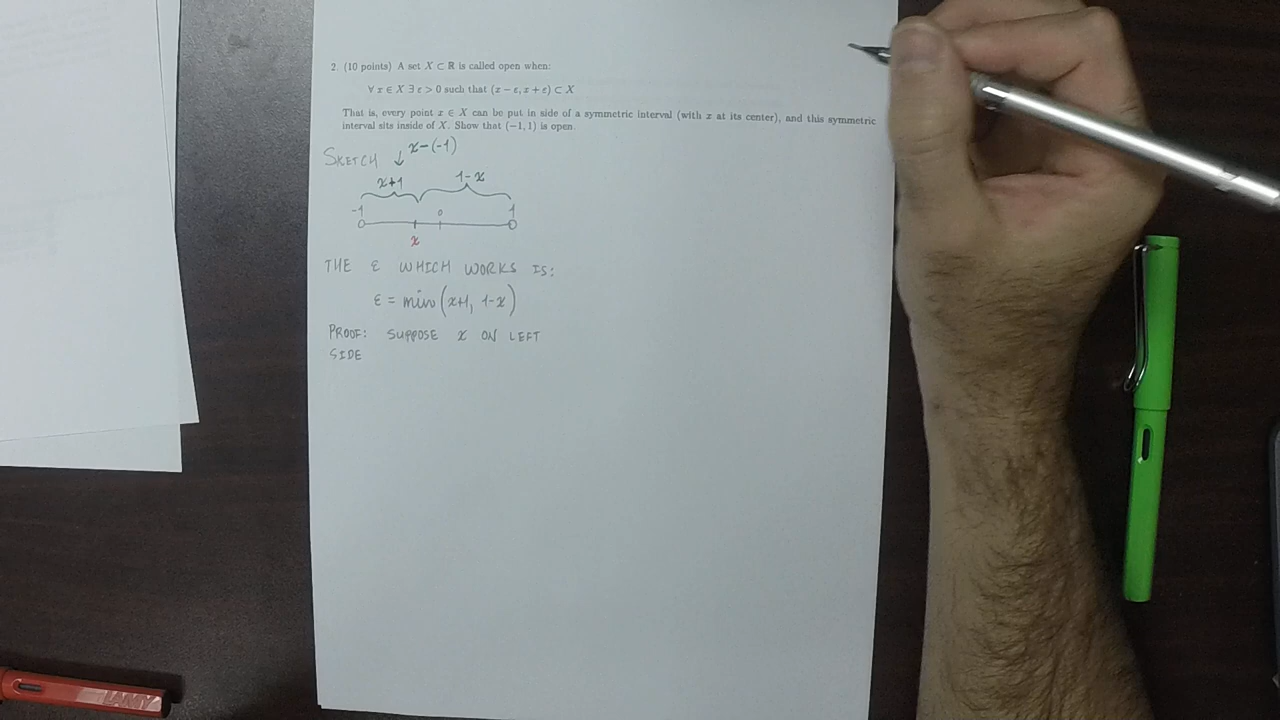 2. (10 points) A set X ⊂ ℝ is called open when:
∀ x ∈ X ∃ ε > 0 such that (x − ε, x + ε) ⊂ X
That is, every point x ∈ X can be put in side of a symmetric interval (with x at its center), and this symmetric
interval sits inside of X. Show that (−1, 1) is open.
SKETCH ↓ x-(-1)
x+1 1-x
-1 0 1
x
THE ε WHICH WORKS IS:
ε = min(x+1, 1-x)
PROOF: SUPPOSE x ON LEFT
SIDE
LAMY